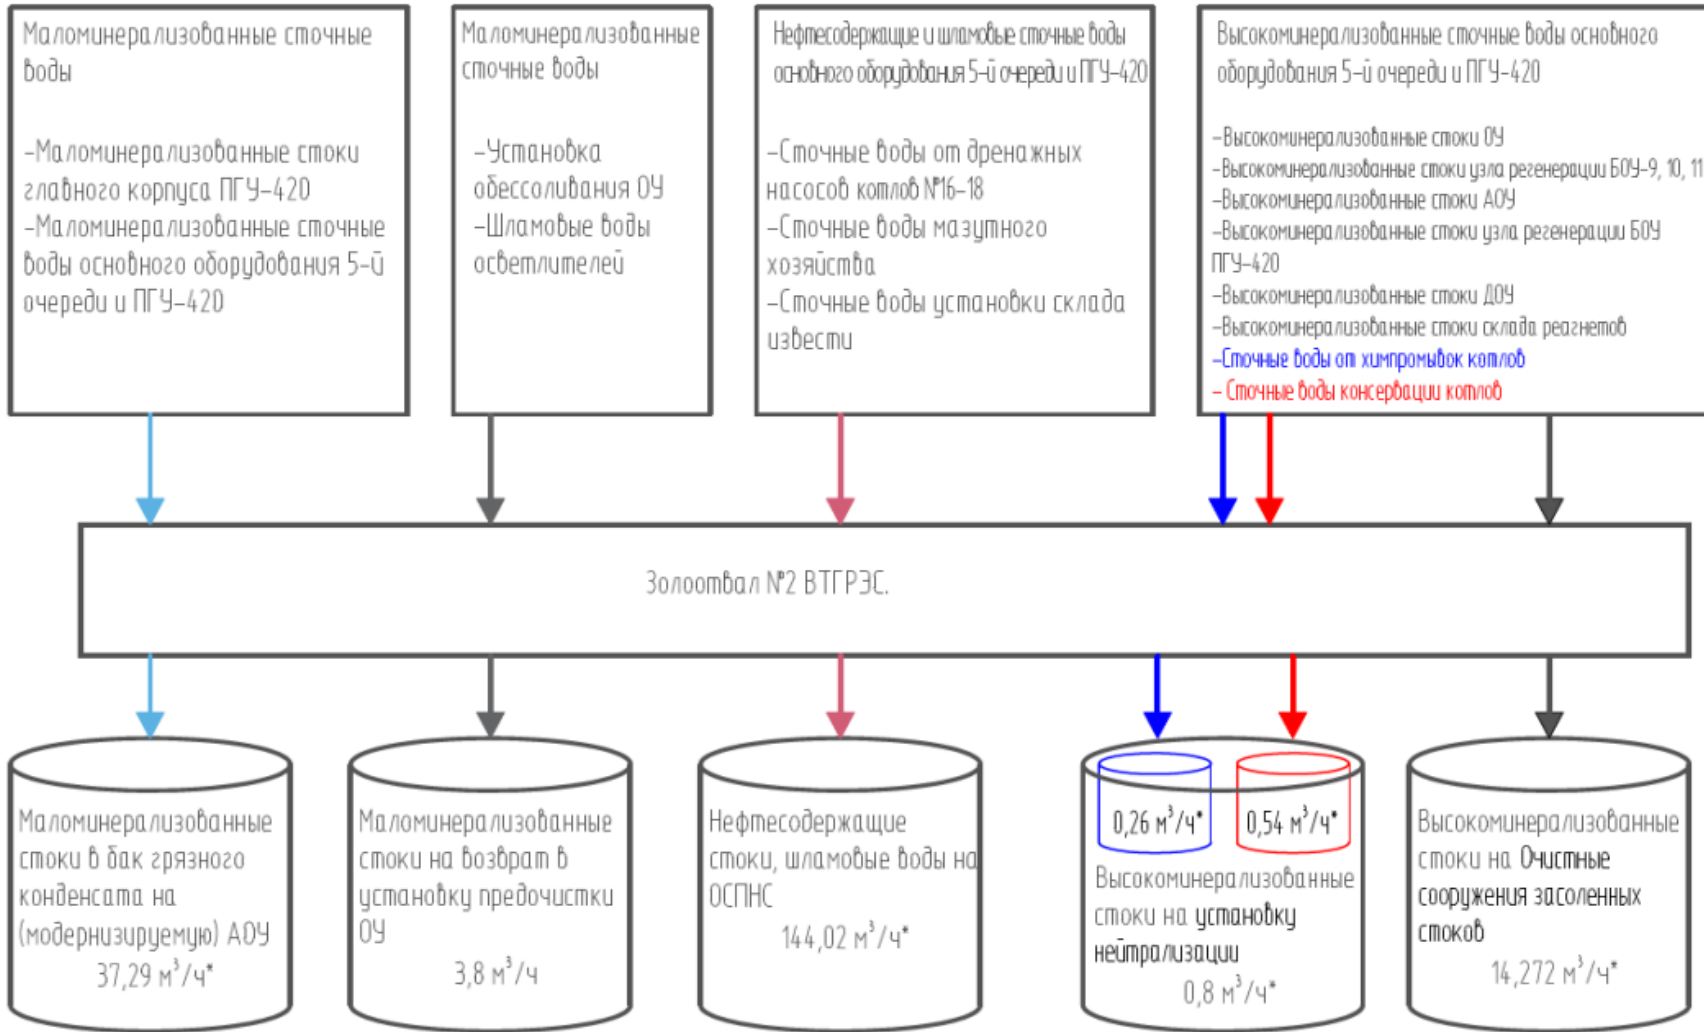 Маломинерализованные сточные
воды
-Маломинерализованные стоки
главного корпуса ПГУ-420
-Маломинерализованные сточные
воды основного оборудования 5-й
очереди и ПГУ-420
Маломинерализованные
сточные воды
-Установка
обессоливания ОУ
-Шламовые воды
осветлителей
Нефтесодержащие и шламовые сточные воды
основного оборудования 5-й очереди и ПГУ-420
-Сточные воды от дренажных
насосов котлов №16-18
-Сточные воды мазутного
хозяйства
-Сточные воды установки склада
извести
Высокоминерализованные сточные воды основного
оборудования 5-й очереди и ПГУ-420
-Высокоминерализованные стоки ОУ
-Высокоминерализованные стоки узла регенерации БОУ-9, 10, 11
-Высокоминерализованные стоки АОУ
-Высокоминерализованные стоки узла регенерации БОУ
ПГУ-420
-Высокоминерализованные стоки ДОУ
-Высокоминерализованные стоки склада реагнетов
-Сточные воды от химпромывок котлов
- Сточные воды консервации котлов
Золоотвал №2 ВТГРЭС.
Маломинерализованные
стоки в бак грязного
конденсата на
(модернизируемую) АОУ
37,29 м³/ч*
Маломинерализованные
стоки на возврат в
установку предочистки
ОУ
3,8 м³/ч
Нефтесодержащие
стоки, шламовые воды на
ОСПНС
144,02 м³/ч*
0,26 м³/ч*
0,54 м³/ч*
Высокоминерализованные
стоки на установку
нейтрализации
0,8 м³/ч*
Высокоминерализованные
стоки на Очистные
сооружения засоленных
стоков
14,272 м³/ч*